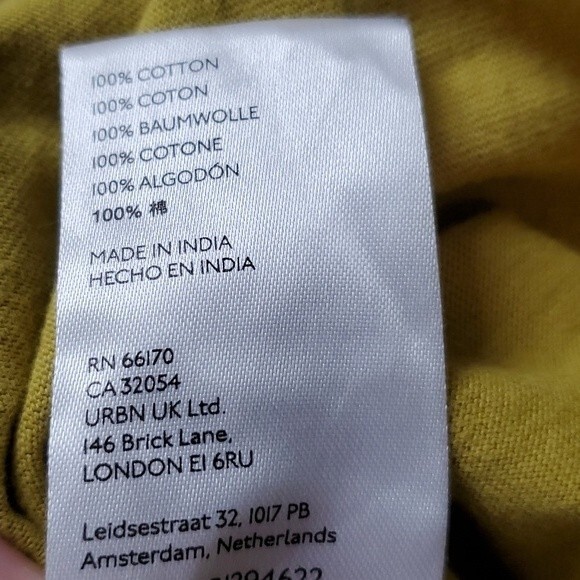 100% COTTON
100% COTON
100% BAUMWOLLE
100% COTONE
100% ALGODÓN
100% 棉
MADE IN INDIA
HECHO EN INDIA
RN 66170
CA 32054
URBN UK Ltd.
146 Brick Lane,
LONDON E1 6RU
Leidsestraat 32, 1017 PB
Amsterdam, Netherlands